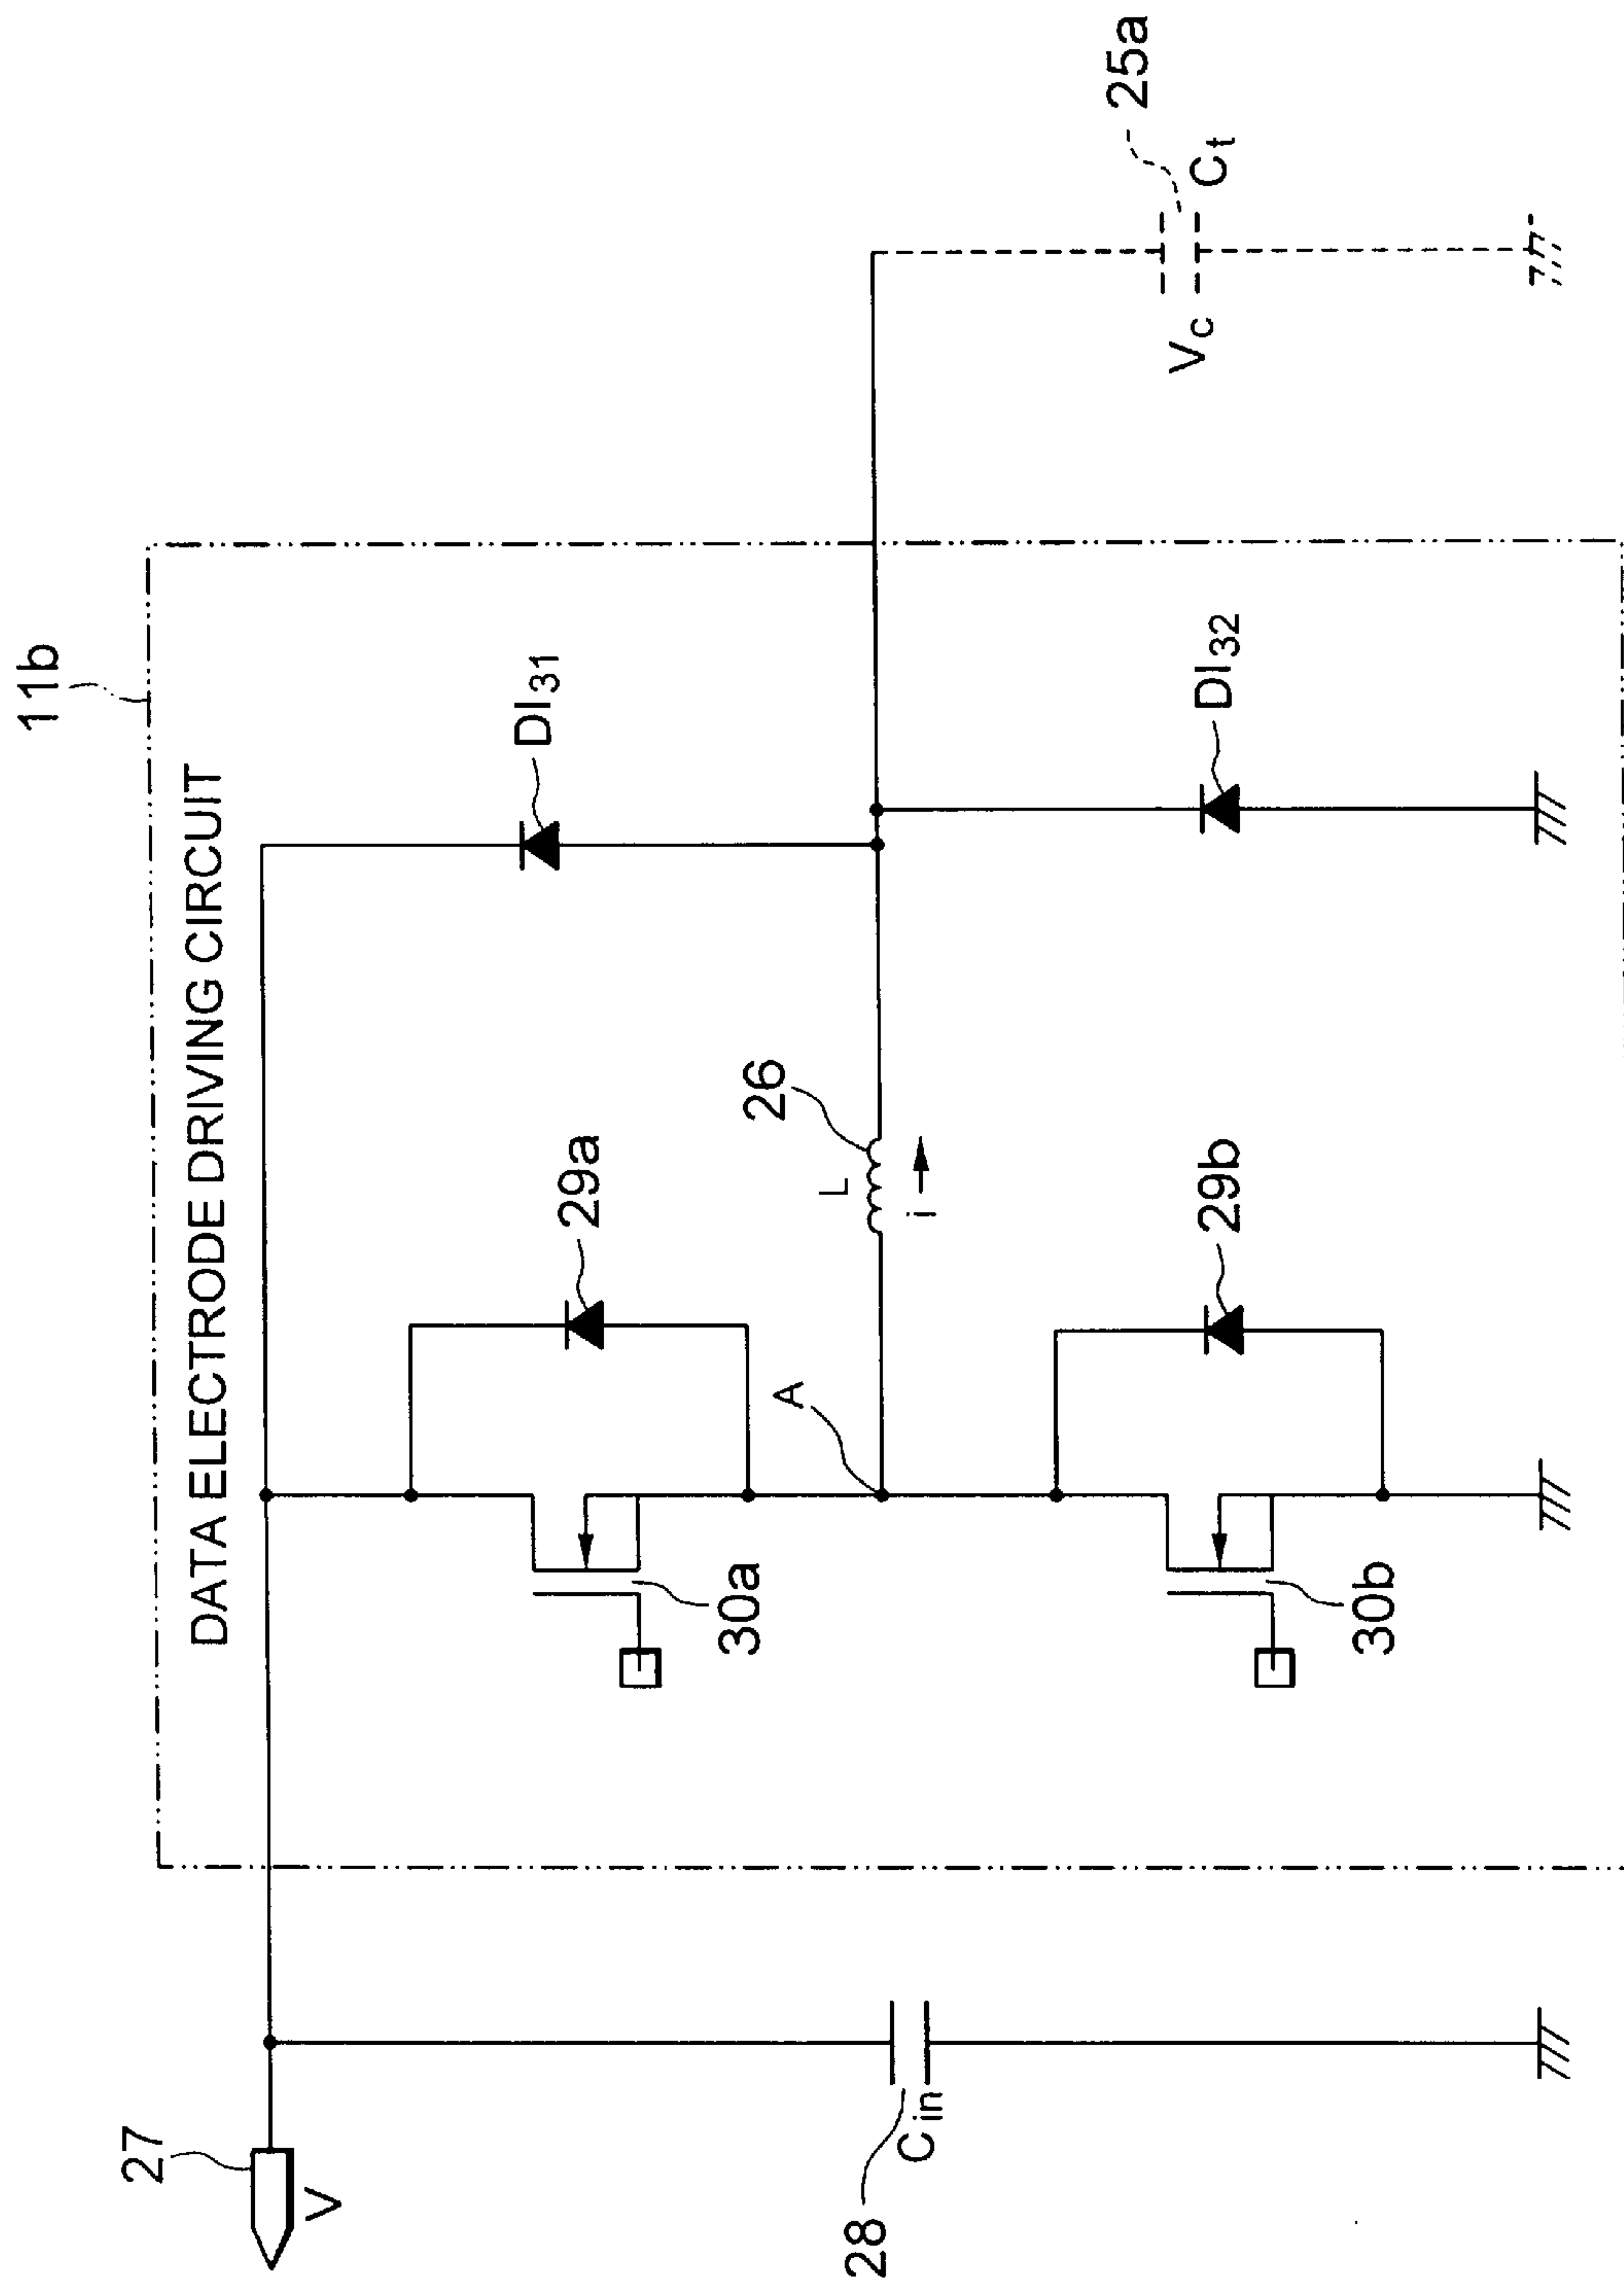 11b
DATA ELECTRODE DRIVING CIRCUIT
27
V
29a
DI31
30a
A
L
26
i
28
Cin
29b
30b
DI32
25a
Vc
Ct